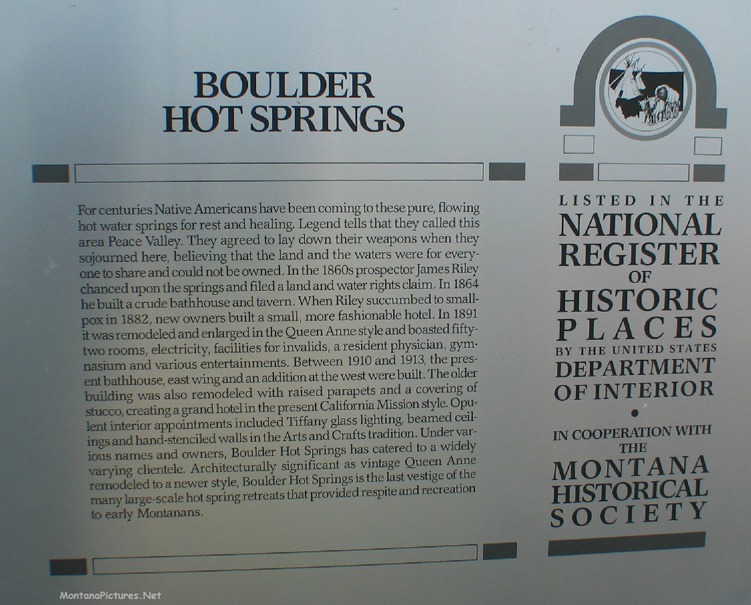 BOULDER
HOT SPRINGS
For centuries Native Americans have been coming to these pure, flowing
hot water springs for rest and healing. Legend tells that they called this
area Peace Valley. They agreed to lay down their weapons when they
sojourned here, believing that the land and the waters were for every-
one to share and could not be owned. In the 1860s prospector James Riley
chanced upon the springs and filed a land and water rights claim. In 1864
he built a crude bathhouse and tavern. When Riley succumbed to small-
pox in 1882, new owners built a small, more fashionable hotel. In 1891
it was remodeled and enlarged in the Queen Anne style and boasted fifty-
two rooms, electricity, facilities for invalids, a resident physician, gym-
nasium and various entertainments. Between 1910 and 1913, the pres-
ent bathhouse, east wing and an addition at the west were built. The older
building was also remodeled with raised parapets and a covering of
stucco, creating a grand hotel in the present California Mission style. Opu-
lent interior appointments included Tiffany glass lighting, beamed ceil-
ings and hand-stenciled walls in the Arts and Crafts tradition. Under var-
ious names and owners, Boulder Hot Springs has catered to a widely
varying clientele. Architecturally significant as vintage Queen Anne
remodeled to a newer style, Boulder Hot Springs is the last vestige of the
many large-scale hot spring retreats that provided respite and recreation
to early Montanans.
LISTED IN THE
NATIONAL
REGISTER
OF
HISTORIC
PLACES
BY THE UNITED STATES
DEPARTMENT
OF INTERIOR
•
IN COOPERATION WITH
THE
MONTANA
HISTORICAL
SOCIETY
MontanaPictures.Net